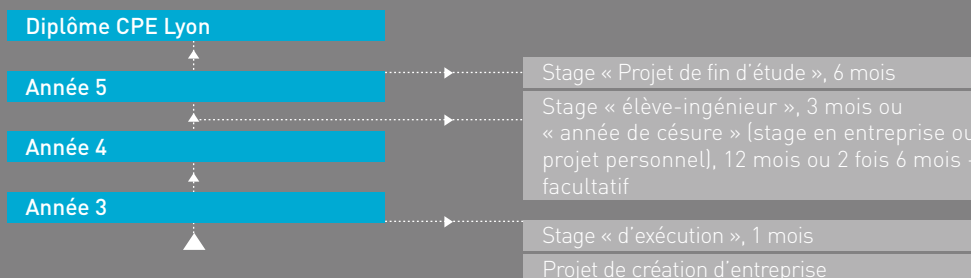 Diplôme CPE Lyon
Année 5
Stage « Projet de fin d'étude », 6 mois
Stage « élève-ingénieur », 3 mois ou
« année de césure » (stage en entreprise ou
projet personnel), 12 mois ou 2 fois 6 mois -
facultatif
Année 4
Année 3
Stage « d'exécution », 1 mois
Projet de création d'entreprise